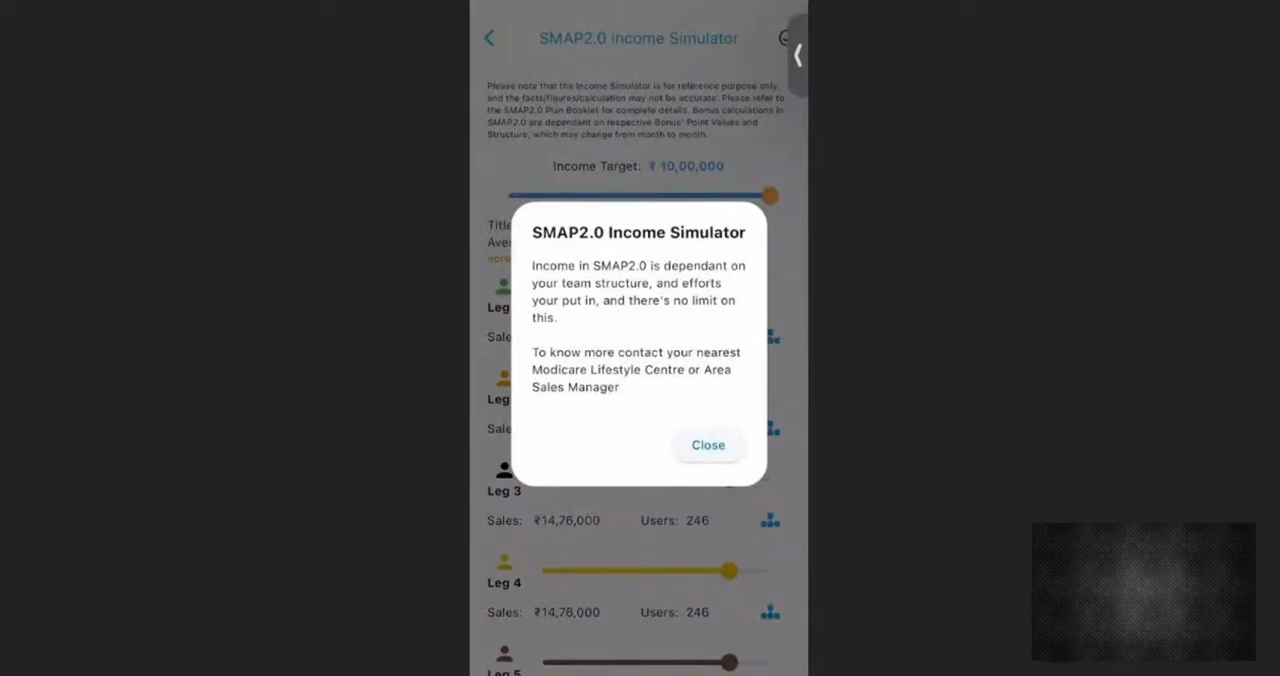 SMAP2.0 Income Simulator
Please note that the Income Simulator is for reference purpose only
and the facts/figures/calculation may not be accurate. Please refer to
the SMAP2.0 Plan Booklet for complete details. Bonus calculations in
SMAP2.0 are dependant on respective Bonus' Point Values and
Structure, which may change from month to month.
Income Target: ₹ 10,00,000
SMAP2.0 Income Simulator
Income in SMAP2.0 is dependant on
your team structure, and efforts
your put in, and there's no limit on
this.
To know more contact your nearest
Modicare Lifestyle Centre or Area
Sales Manager
Close
Title
Leg
Sale
Leg
Sale
Leg 3
Sales: ₹14,76,000 Users: 246
Leg 4
Sales: ₹14,76,000 Users: 246
Leg 5